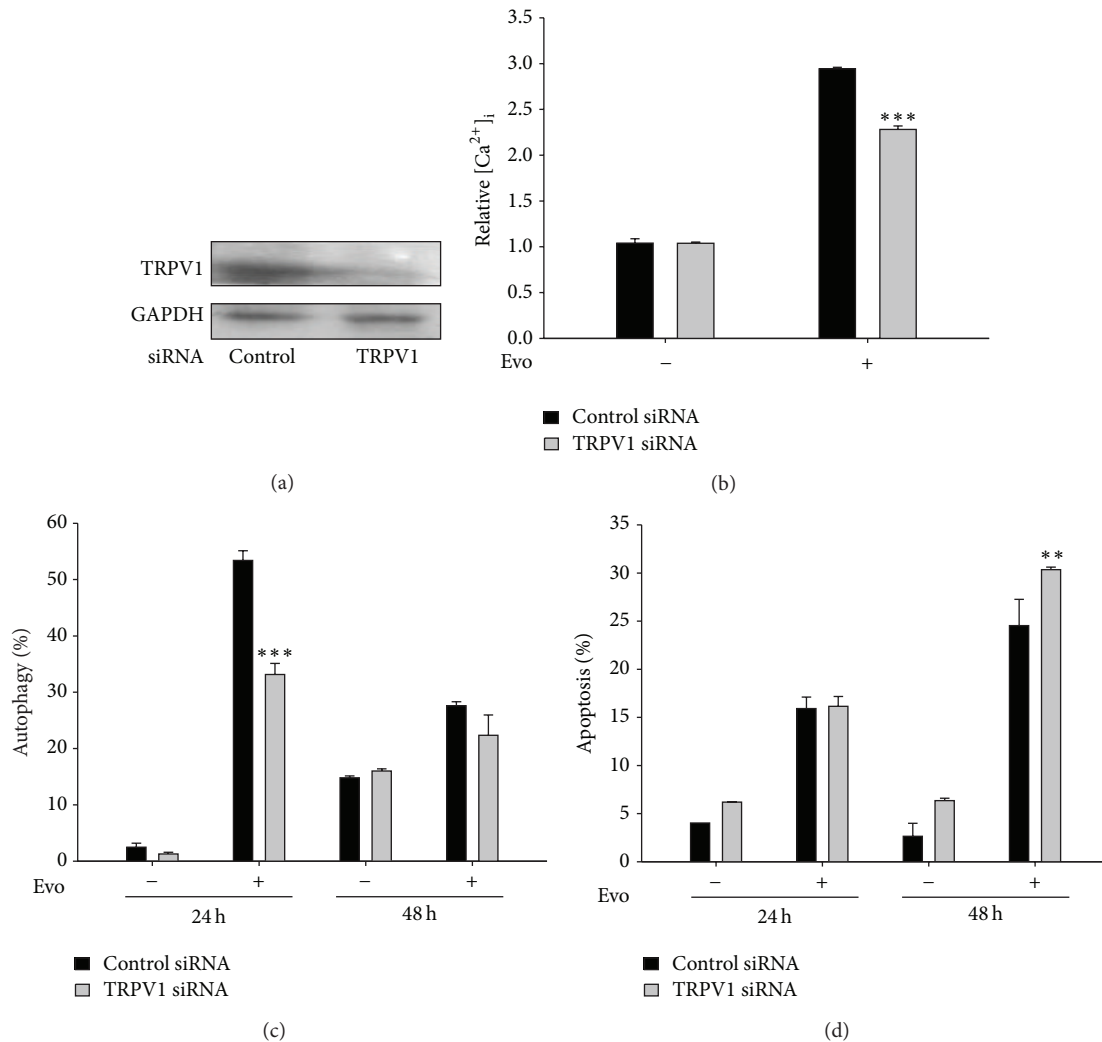 TRPV1
GAPDH
siRNA Control TRPV1
(a)
Relative [Ca²⁺]ᵢ
3.5
3.0
2.5
2.0
1.5
1.0
0.5
0.0
***
Evo − +
Control siRNA
TRPV1 siRNA
(b)
Autophagy (%)
60
50
40
30
20
10
0
***
Evo − + − +
24 h 48 h
Control siRNA
TRPV1 siRNA
(c)
Apoptosis (%)
35
30
25
20
15
10
5
0
**
Evo − + − +
24 h 48 h
Control siRNA
TRPV1 siRNA
(d)